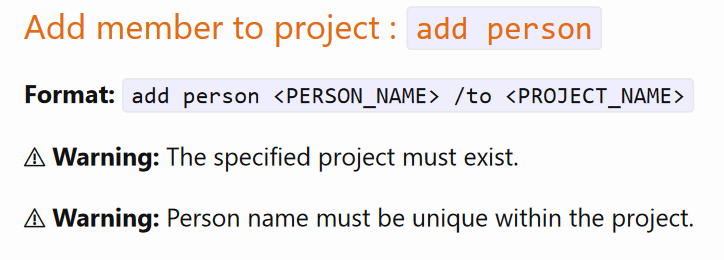 Add member to project : add person
Format: add person <PERSON_NAME> /to <PROJECT_NAME>
⚠ Warning: The specified project must exist.
⚠ Warning: Person name must be unique within the project.